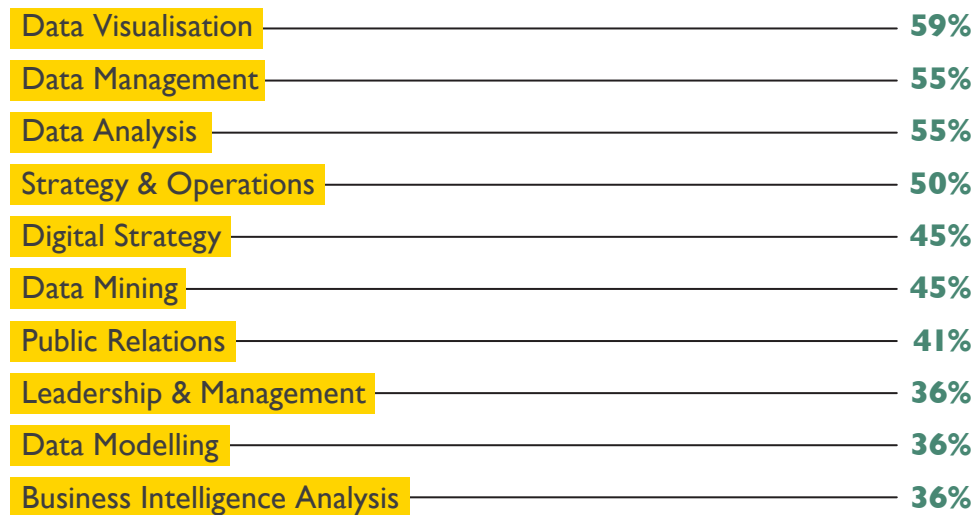 Data Visualisation 59%
Data Management 55%
Data Analysis 55%
Strategy & Operations 50%
Digital Strategy 45%
Data Mining 45%
Public Relations 41%
Leadership & Management 36%
Data Modelling 36%
Business Intelligence Analysis 36%